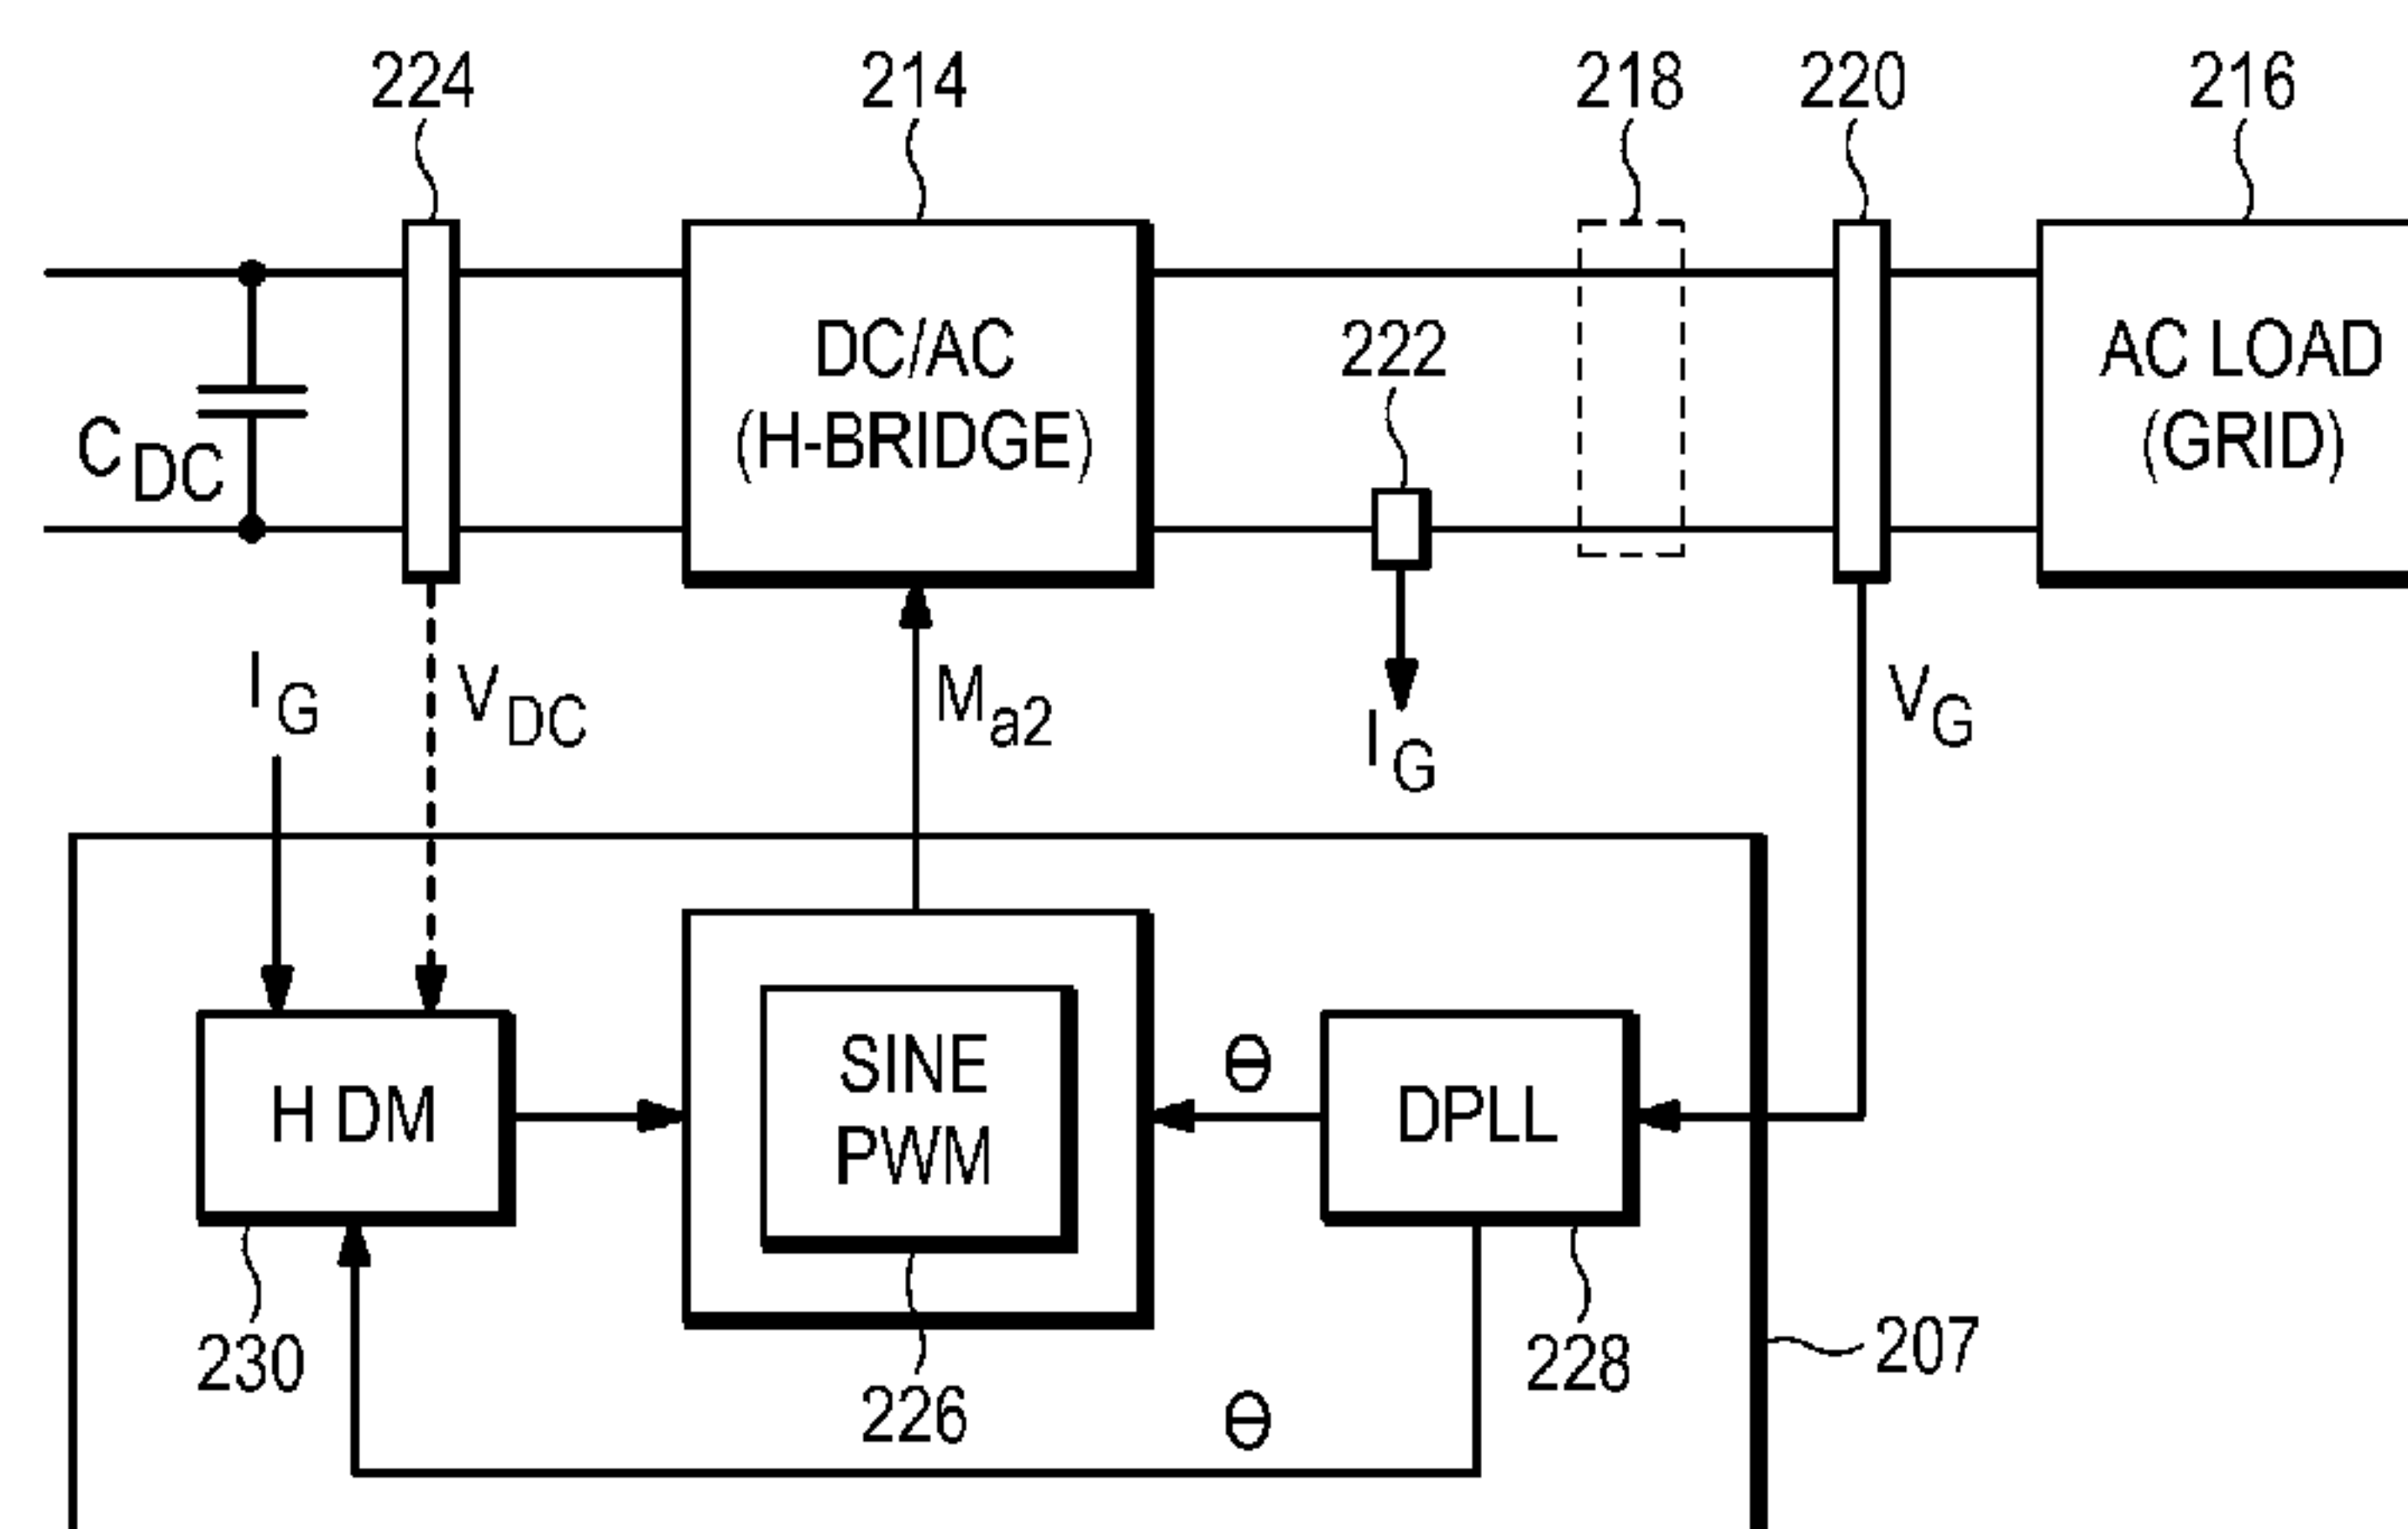 224
214
218
220
216
DC/AC
(H-BRIDGE)
222
AC LOAD
(GRID)
CDC
IG
VDC
Ma2
IG
VG
H DM
SINE
PWM
Θ
DPLL
230
226
Θ
228
207